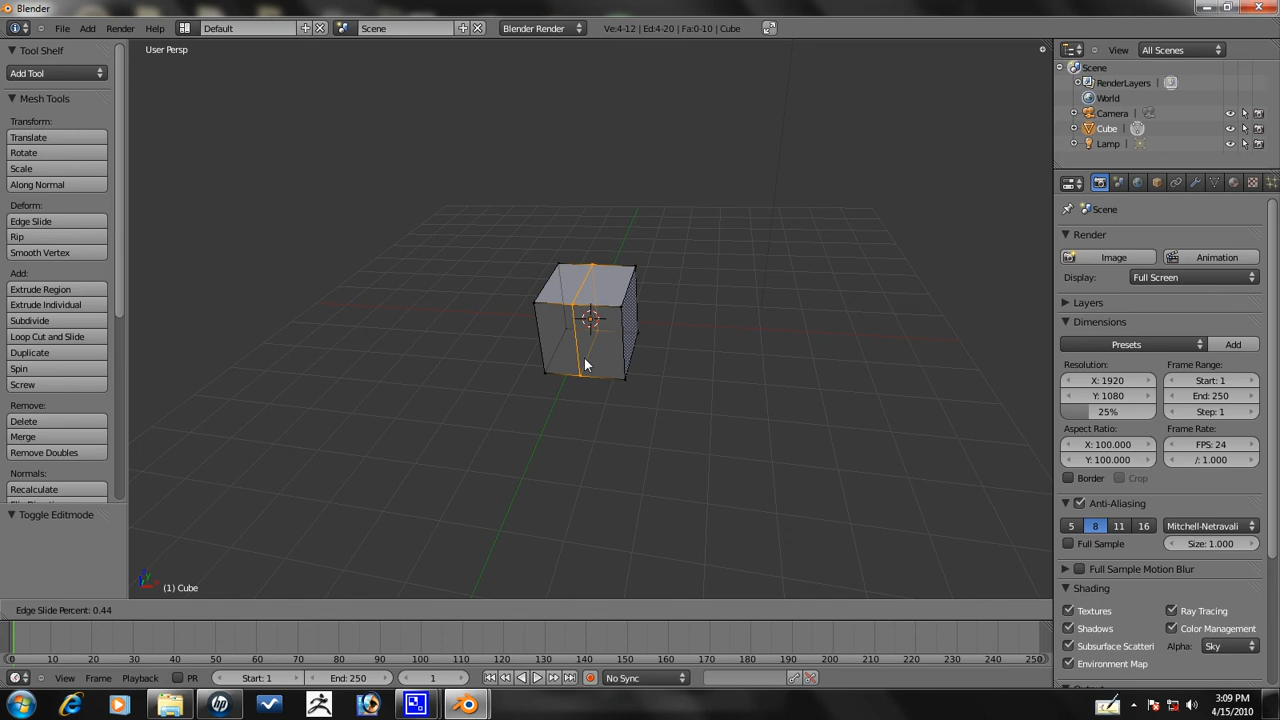 Blender
File Add Render Help Default Scene Blender Render Ve:4-12 | Ed:4-20 | Fa:0-10 | Cube
Tool Shelf
Add Tool
Mesh Tools
Transform:
Translate
Rotate
Scale
Along Normal
Deform:
Edge Slide
Rip
Smooth Vertex
Add:
Extrude Region
Extrude Individual
Subdivide
Loop Cut and Slide
Duplicate
Spin
Screw
Remove:
Delete
Merge
Remove Doubles
Normals:
Recalculate
Toggle Editmode
User Persp
(1) Cube
Edge Slide Percent: 0.44
View All Scenes
Scene
RenderLayers
World
Camera
Cube
Lamp
Scene
Render
Image Animation
Display: Full Screen
Layers
Dimensions
Presets Add
Resolution: Frame Range:
X: 1920 Start: 1
Y: 1080 End: 250
25% Step: 1
Aspect Ratio: Frame Rate:
X: 100.000 FPS: 24
Y: 100.000 /: 1.000
Border Crop
Anti-Aliasing
5 8 11 16 Mitchell-Netravali
Full Sample Size: 1.000
Full Sample Motion Blur
Shading
Textures Ray Tracing
Shadows Color Management
Subsurface Scatteri Alpha: Sky
Environment Map
0 10 20 30 40 50 60 70 80 90 100 110 120 130 140 150 160 170 180 190 200 210 220 230 240 250
View Frame Playback PR Start: 1 End: 250 1 No Sync
3:09 PM
4/15/2010